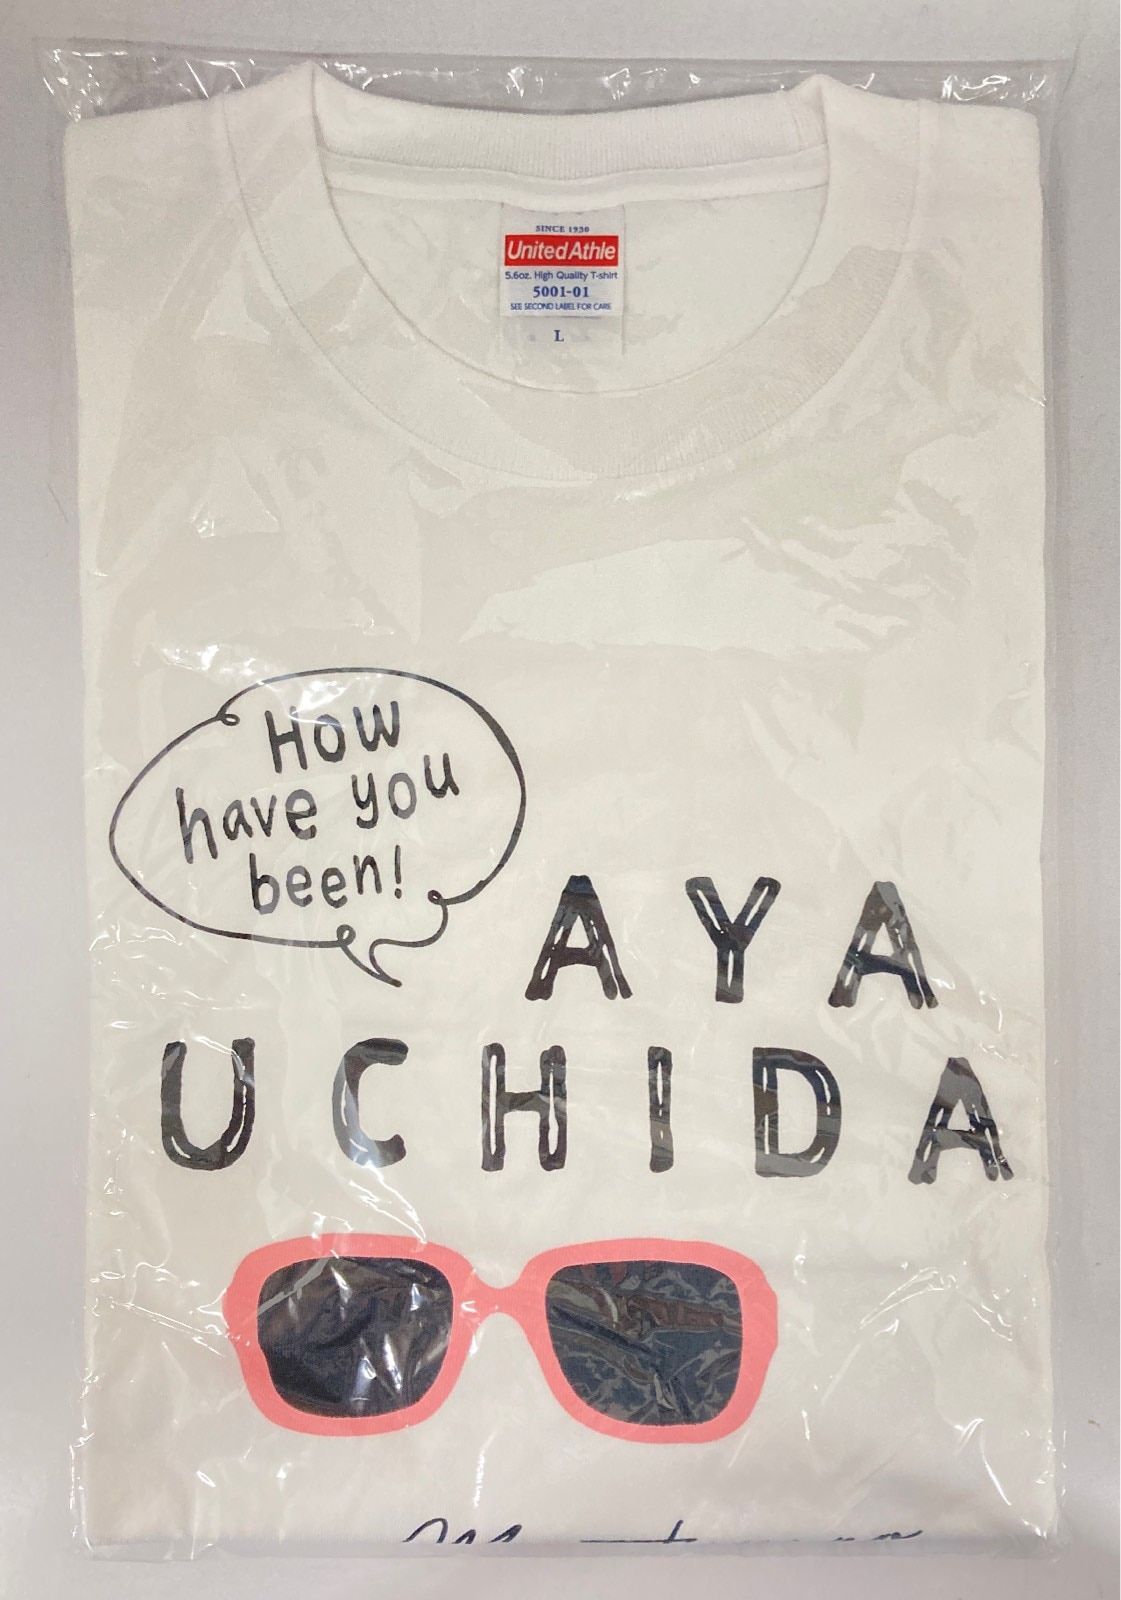 SINCE 1930
United Athle
5.6oz. High Quality T-shirt
5001-01
SEE SECOND LABEL FOR CARE
L
How
have you
been!
AYA
UCHIDA